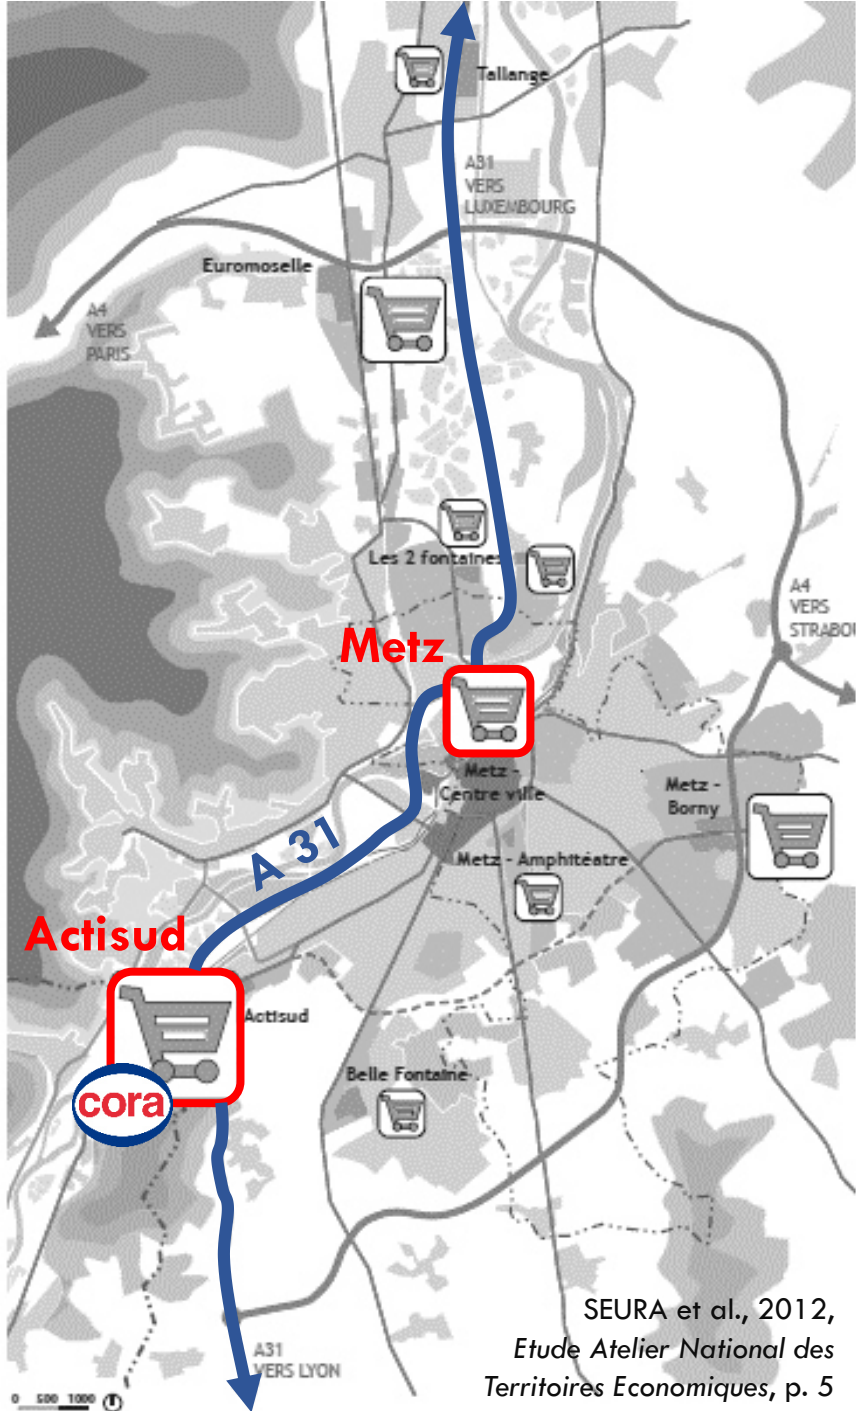 Tallange
A31
VERS
LUXEMBOURG
Euromoselle
A4
VERS
PARIS
Les 2 fontaines
A4
VERS
STRABOU
Metz
Metz -
Centre ville
Metz -
Borny
A 31
Metz - Amphitéatre
Actisud
Actisud
Belle Fontaine
cora
SEURA et al., 2012,
Etude Atelier National des
Territoires Economiques, p. 5
A31
VERS LYON
0 500 1000